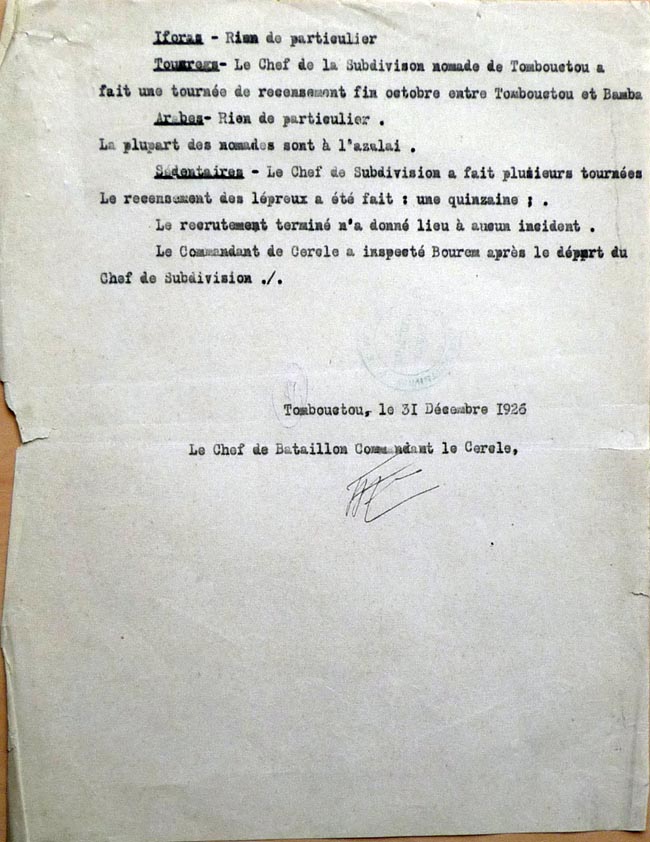 Iforas - Rien de particulier
Touaregs- Le Chef de la Subdivison nomade de Tombouctou a
fait une tournée de recensement fin octobre entre Tombouctou et Bamba
Arabes- Rien de particulier .
La plupart des nomades sont à l'azalai .
Sédentaires - Le Chef de Subdivision a fait plusieurs tournées
Le recensement des lépreux a été fait : une quinzaine ; .
Le recrutement terminé n'a donné lieu à aucun incident .
Le Commandant de Cercle a inspecté Bourem après le départ du
Chef de Subdivision ./.
Tombouctou, le 31 Décembre 1926
Le Chef de Bataillon Commandant le Cercle,